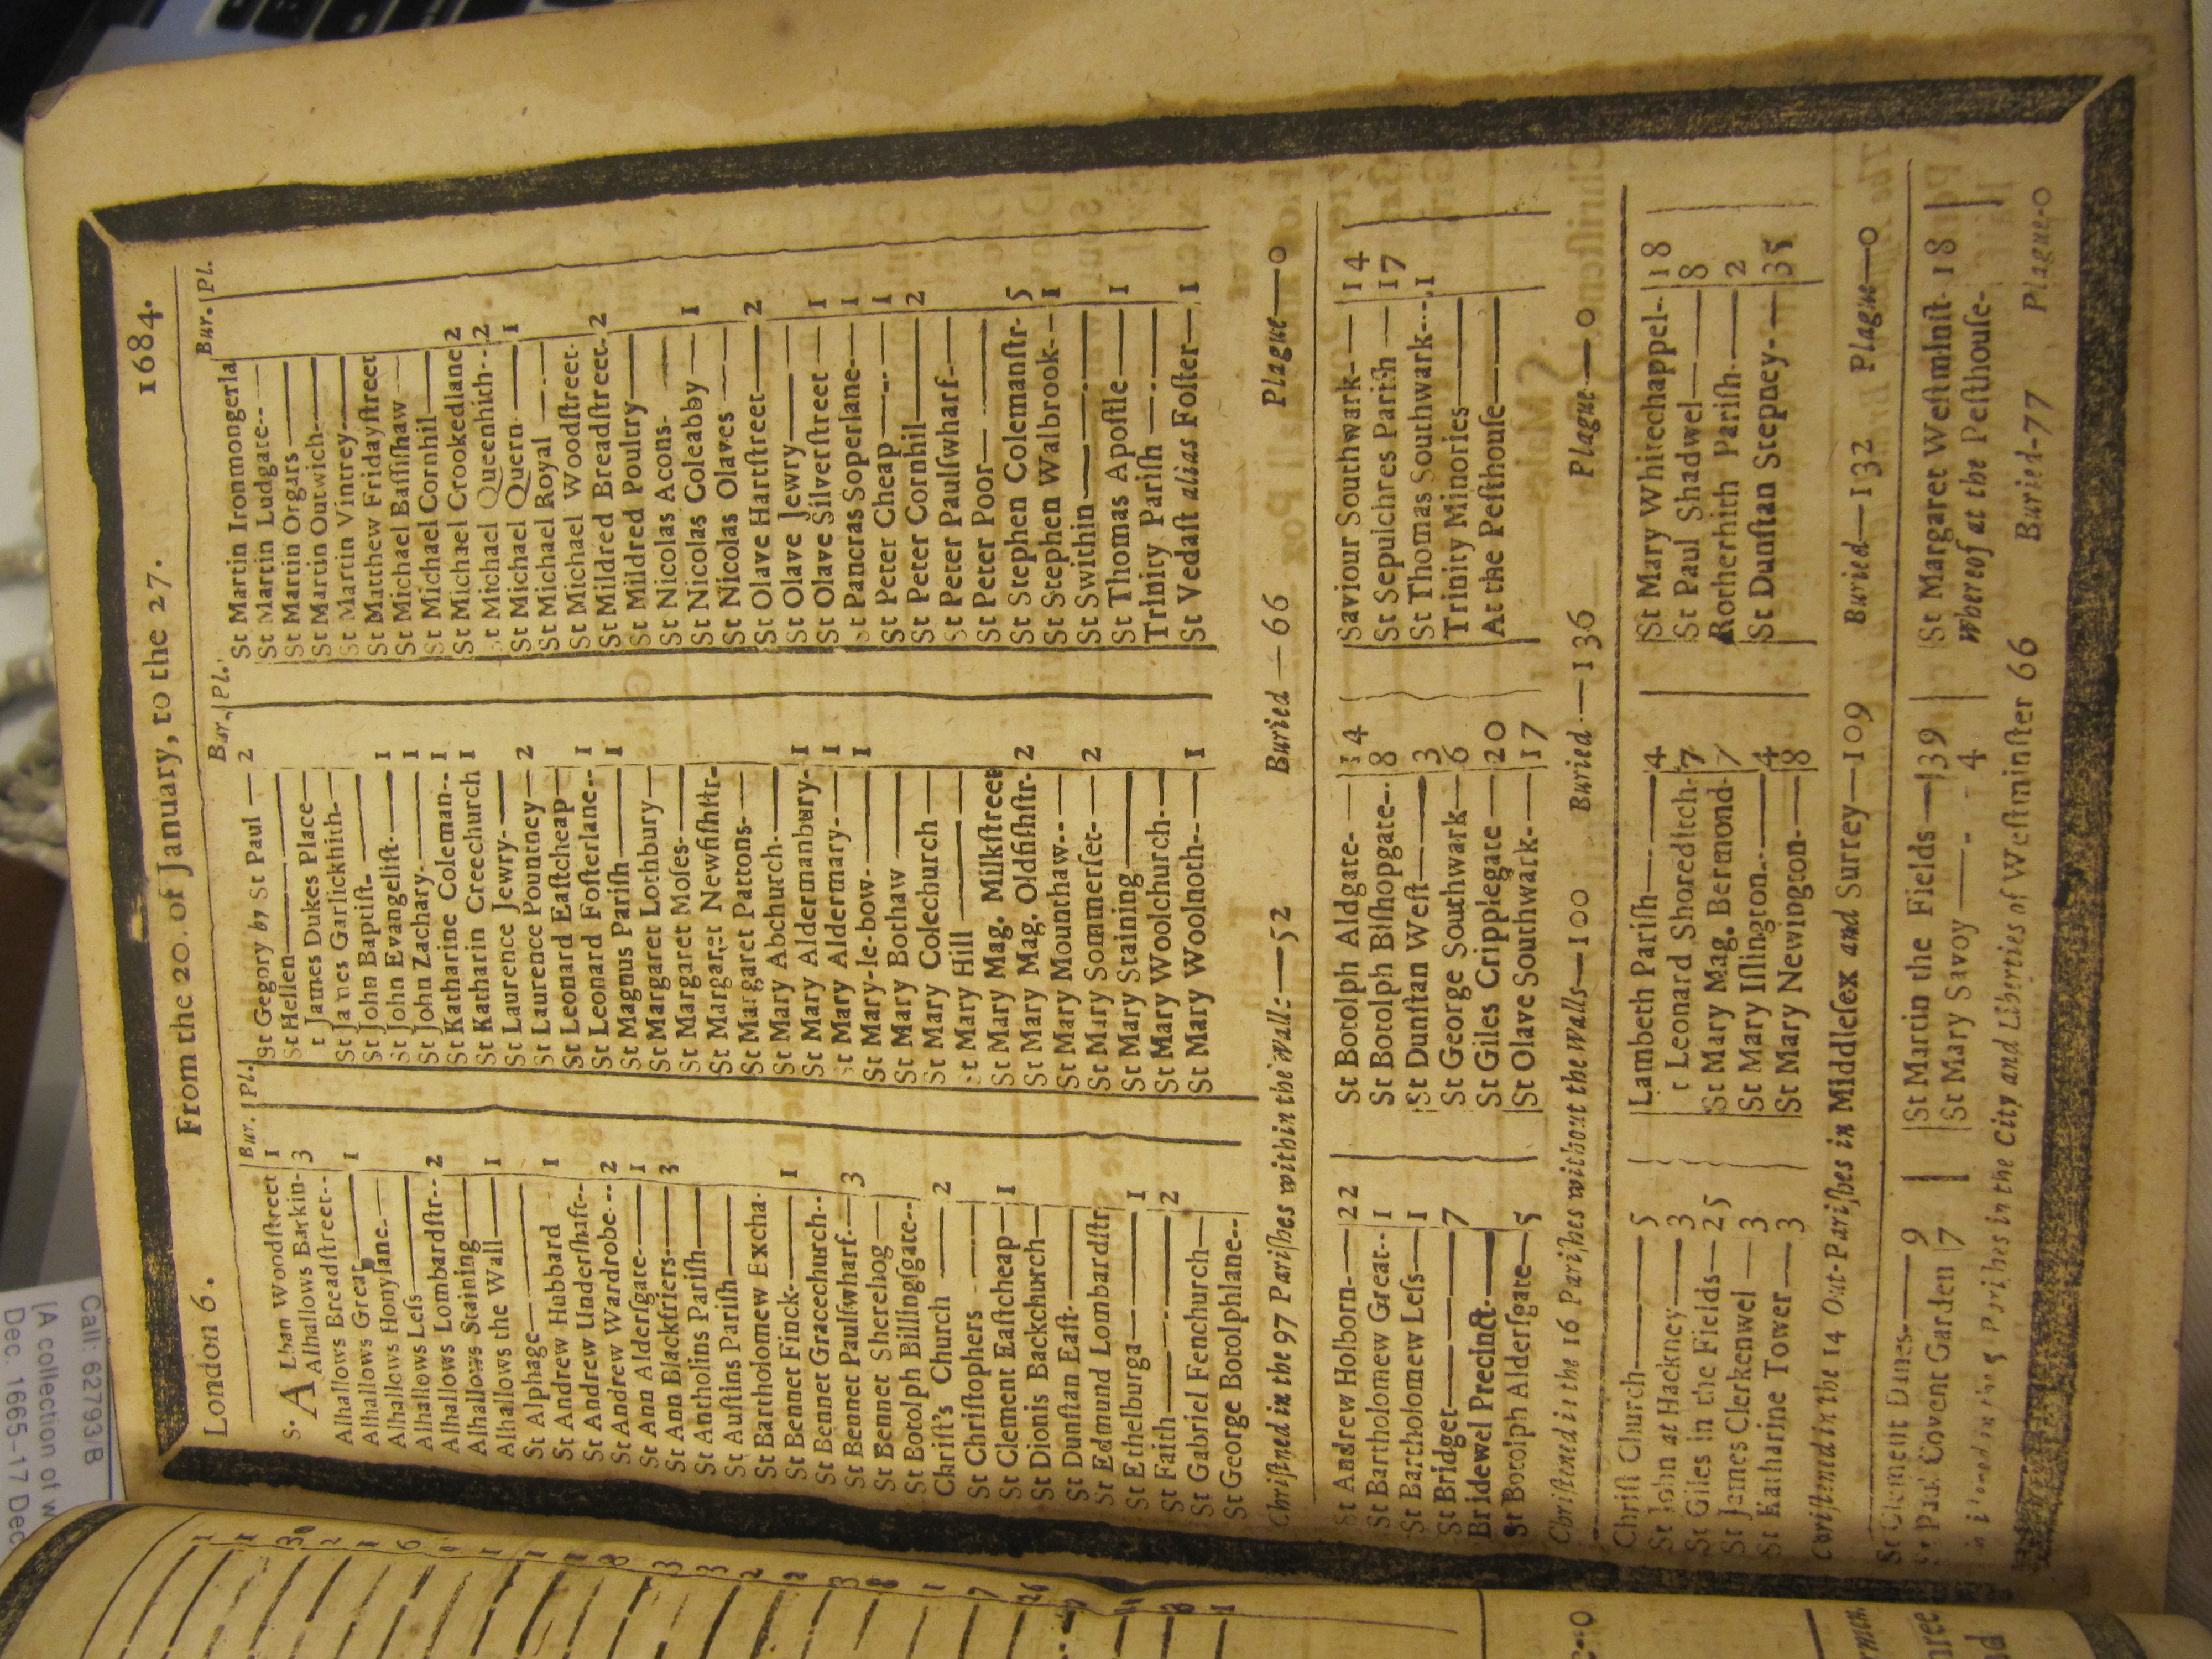 London 6. From the 20. of January, to the 27. 1684.
Bur. Pl.
S. ALban Woodſtreet 1
Alhallows Barkin- 3
Alhallows Breadſtreet--
Alhallows Great 1
Alhallows Honylane-
Alhallows Leſs
Alhallows Lombardſtr-- 2
Alhallows Staining
Alhallows the Wall 1
St Alphage
St Andrew Hubbard 1
St Andrew Underſhaft--
St Andrew Wardrobe-- 2
St Ann Alderſgate- 1
St Ann Blackfriers 3
St Antholins Pariſh
St Auſtins Pariſh
St Bartholomew Excha.
St Bennet Finck- 1
St Bennet Gracechurch--
St Bennet Paulſwharf- 3
St Bennet Sherehog
St Botolph Billingſgate--
Chriſt's Church 2
St Chriſtophers
St Clement Eaſtcheap- 1
St Dionis Backchurch
St Dunſtan Eaſt-
St Edmund Lombardſtr
St Ethelburga 1
St Faith 2
St Gabriel Fenchurch
St George Botolphlane--
Bur. Pl.
St Gegory by St Paul 2
St Hellen
t James Dukes Place
St James Garlickhith--
St John Baptiſt-
St John Evangeliſt- 1
St John Zachary- 1
St Katharine Coleman-- 1
St Katharin Creechurch 1
St Laurence Jewry-
St Laurence Pountney 2
St Leonard Eaſtcheap
St Leonard Foſterlane-- 1
St Magnus Pariſh 1
St Margaret Lothbury
St Margaret Moſes-
St Margaret Newfiſhſtr-
St Margaret Pattons-
St Mary Abchurch-
St Mary Aldermanbury- 1
St Mary Aldermary- 1
St Mary-le-bow- 1
St Mary Bothaw
St Mary Colechurch
t Mary Hill
St Mary Mag. Milkſtreet
St Mary Mag. Oldfiſhſtr- 2
St Mary Mounthaw--
St Mary Sommerſet- 2
St Mary Staining
St Mary Woolchurch-
St Mary Woolnoth-- 1
Bur. Pl.
St Martin Ironmongerla
St Martin Ludgate--
St Martin Orgars
St Martin Outwich-
St Martin Vintrey-
St Matthew Fridayſtreet
St Michael Baſſiſhaw
St Michael Cornhil
St Michael Crookedlane 2
t Michael Queenhith-- 2
St Michael Quern 1
St Michael Royal
St Michael Woodſtreet-
St Mildred Breadſtreet- 2
St Mildred Poultry
St Nicolas Acons-
St Nicolas Coleabby 1
St Nicolas Olaves
St Olave Hartſtreet 2
St Olave Jewry
St Olave Silverſtreet 1
St Pancras Soperlane- 1
St Peter Cheap 1
St Peter Cornhil 2
St Peter Paulſwharf-
St Peter Poor
St Stephen Colemanſtr- 5
St Stephen Walbrook- 1
St Swithin
St Thomas Apoſtle 1
Trinity Pariſh
St Vedaſt alias Foſter 1
Chriſtned in the 97 Pariſhes within the Walls—52 Buried—66 Plague—0
St Andrew Holborn- 22
St Bartholomew Great-- 1
St Bartholomew Leſs 1
St Bridget 7
Bridewel Precinct-
St Botolph Alderſgate 5
St Botolph Aldgate- 14
St Botolph Biſhopgate-- 8
St Dunſtan Weſt 3
St George Southwark 6
St Giles Cripplegate 20
St Olave Southwark- 17
Saviour Southwark- 14
St Sepulchres Pariſh 17
St Thomas Southwark-- 1
Trinity Minories
At the Peſthouſe
Chriſtened in the 16 Pariſhes without the Walls—100 Buried—136 Plague—0
Chriſt Church 5
St John at Hackney 3
St Giles in the Fields 25
St James Clerkenwel 3
St Katharine Tower 3
Lambeth Pariſh 4
t Leonard Shoreditch- 7
St Mary Mag. Bermond- 7
St Mary Iſlington 4
St Mary Newington- 8
St Mary Whitechappel- 18
St Paul Shadwel 8
Rotherhith Pariſh- 2
St Dunſtan Stepney- 35
Chriſtned in the 14 Out-Pariſhes in Middleſex and Surrey—109 Buried—132 Plague—0
St Clement Danes- 9
St Paul Covent Garden 7
St Martin the Fields 39
St Mary Savoy 4
St Margaret Weſtminſt- 18
Whereof at the Peſthouſe-
in the 5 Pariſhes in the City and Liberties of Weſtminſter 66 Buried-77 Plague-0
Call: 62793 B
[A collection of w
Dec. 1665-17 Dec